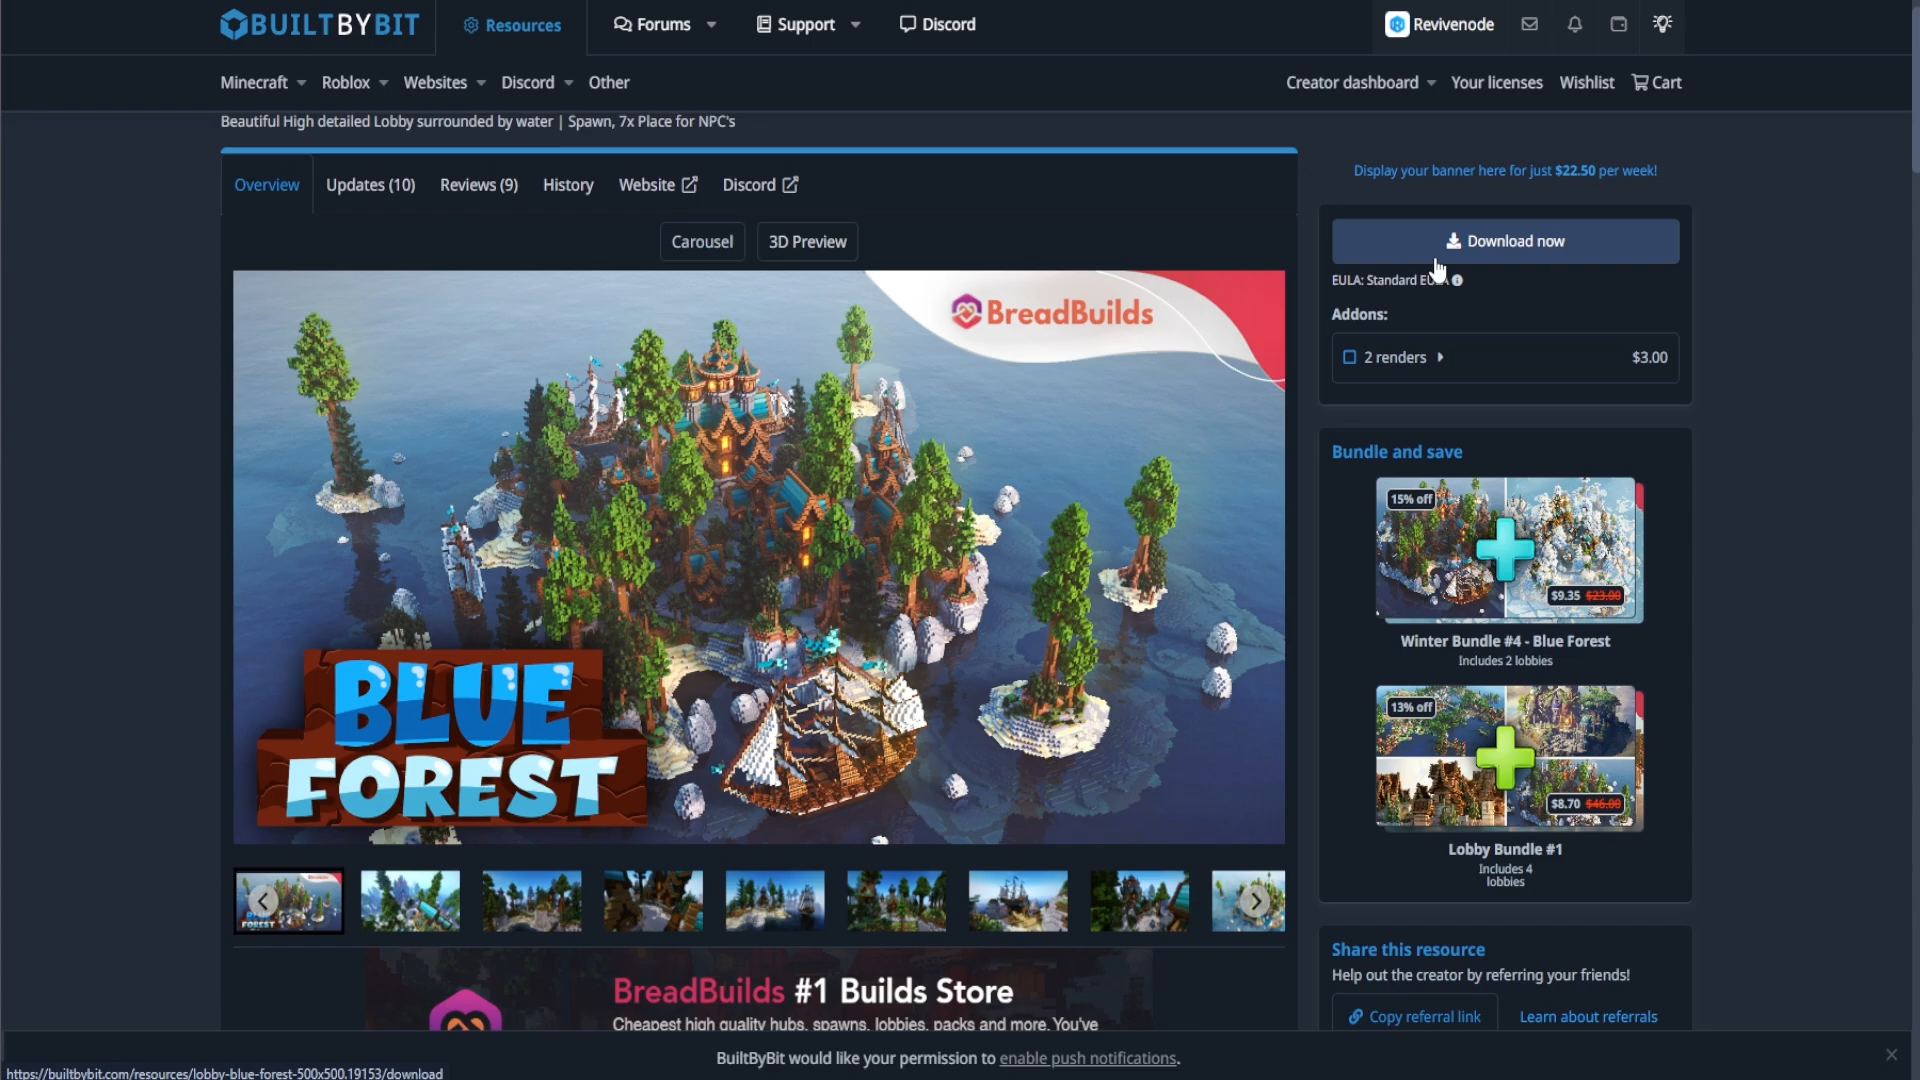 BUILTBYBIT
Resources
Forums
Support
Discord
Revivenode
Minecraft
Roblox
Websites
Discord
Other
Creator dashboard
Your licenses
Wishlist
Cart
Beautiful High detailed Lobby surrounded by water | Spawn, 7x Place for NPC's
Overview
Updates (10)
Reviews (9)
History
Website
Discord
Carousel
3D Preview
BreadBuilds
BLUE
FOREST
BreadBuilds #1 Builds Store
Cheapest high quality hubs, spawns, lobbies, packs and more. You've
Display your banner here for just $22.50 per week!
Download now
EULA: Standard
Addons:
2 renders
$3.00
Bundle and save
15% off
$9.35 $23.00
Winter Bundle #4 - Blue Forest
Includes 2 lobbies
13% off
$8.70 $46.00
Lobby Bundle #1
Includes 4
lobbies
Share this resource
Help out the creator by referring your friends!
Copy referral link
Learn about referrals
BuiltByBit would like your permission to enable push notifications.
https://builtbybit.com/resources/lobby-blue-forest-500x500.19153/download